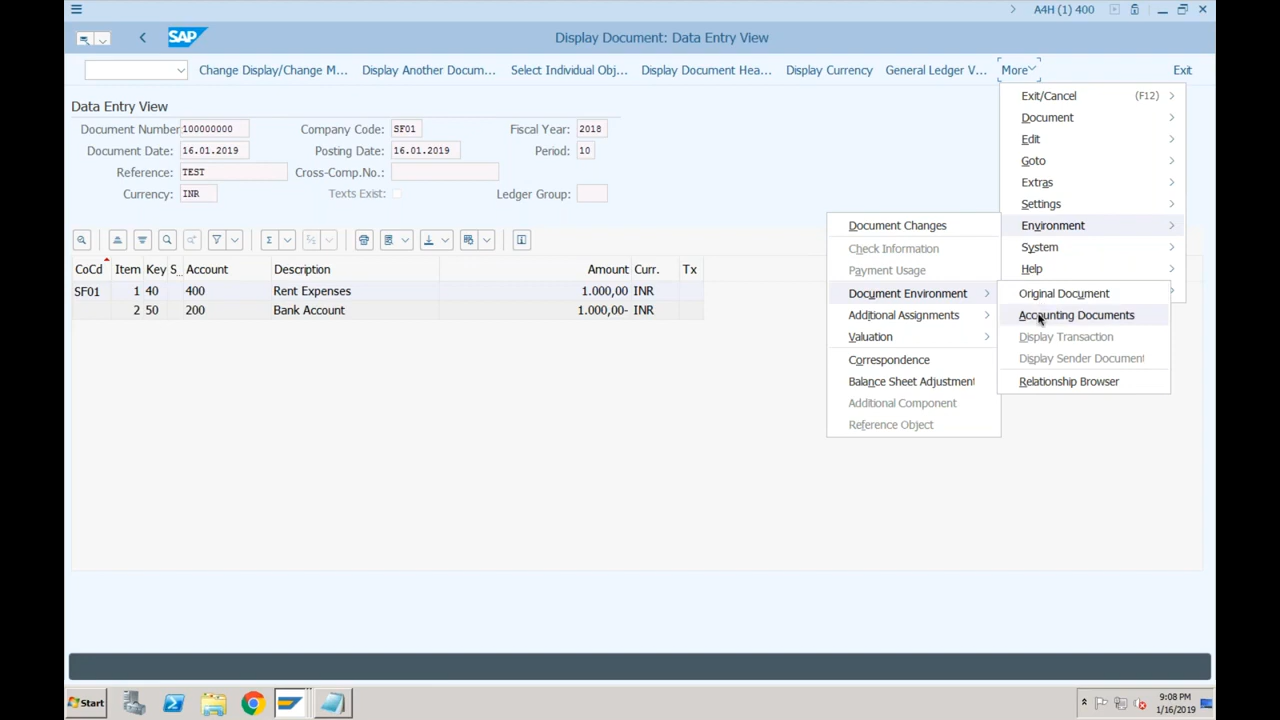 A4H (1) 400
SAP
Display Document: Data Entry View
Change Display/Change M... Display Another Docum... Select Individual Obj... Display Document Hea... Display Currency General Ledger V... More Exit
Data Entry View
Document Number 100000000 Company Code: SF01 Fiscal Year: 2018
Document Date: 16.01.2019 Posting Date: 16.01.2019 Period: 10
Reference: TEST Cross-Comp.No.:
Currency: INR Texts Exist: Ledger Group:
Exit/Cancel (F12)
Document
Edit
Goto
Extras
Settings
Environment
System
Help
Document Changes
Check Information
Payment Usage
Document Environment
Additional Assignments
Valuation
Correspondence
Balance Sheet Adjustment
Additional Component
Reference Object
Original Document
Accounting Documents
Display Transaction
Display Sender Document
Relationship Browser
CoCd Item Key S.. Account Description Amount Curr. Tx
SF01 1 40 400 Rent Expenses 1.000,00 INR
2 50 200 Bank Account 1.000,00- INR
Start
9:08 PM
1/16/2019